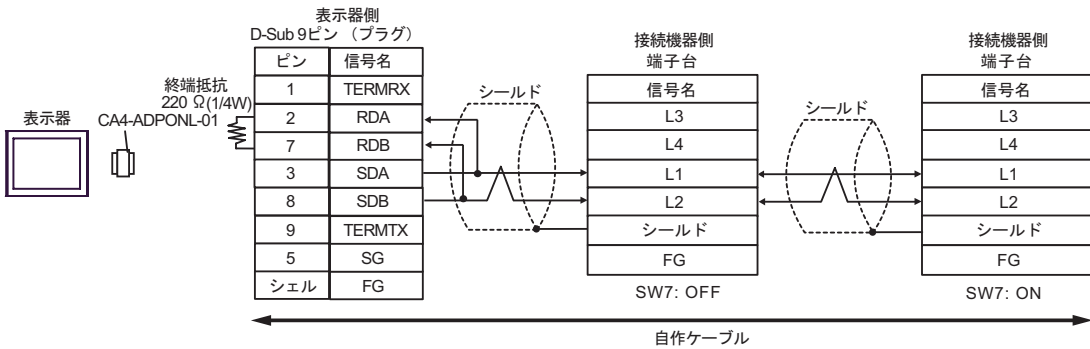 表示器
CA4-ADPONL-01
終端抵抗
220 Ω(1/4W)
表示器側
D-Sub 9ピン （プラグ）
ピン 信号名
1 TERMRX
2 RDA
7 RDB
3 SDA
8 SDB
9 TERMTX
5 SG
シェル FG
シールド
接続機器側
端子台
信号名
L3
L4
L1
L2
シールド
FG
SW7: OFF
シールド
接続機器側
端子台
信号名
L3
L4
L1
L2
シールド
FG
SW7: ON
自作ケーブル